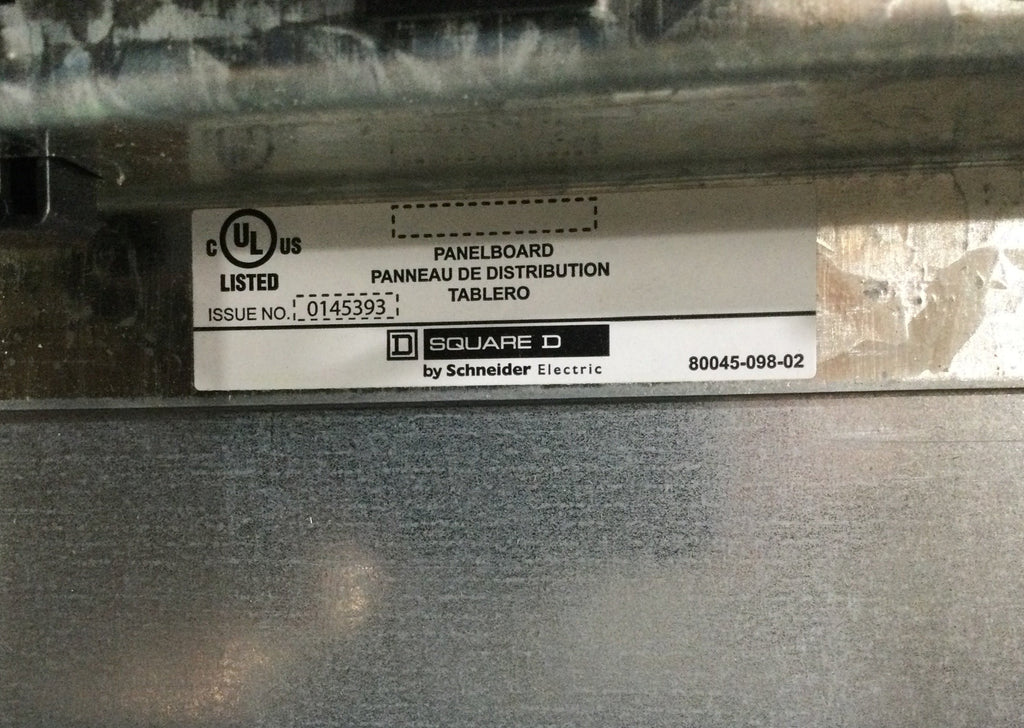 C UL US
LISTED
PANELBOARD
PANNEAU DE DISTRIBUTION
TABLERO
ISSUE NO. 0145393
D SQUARE D
by Schneider Electric
80045-098-02